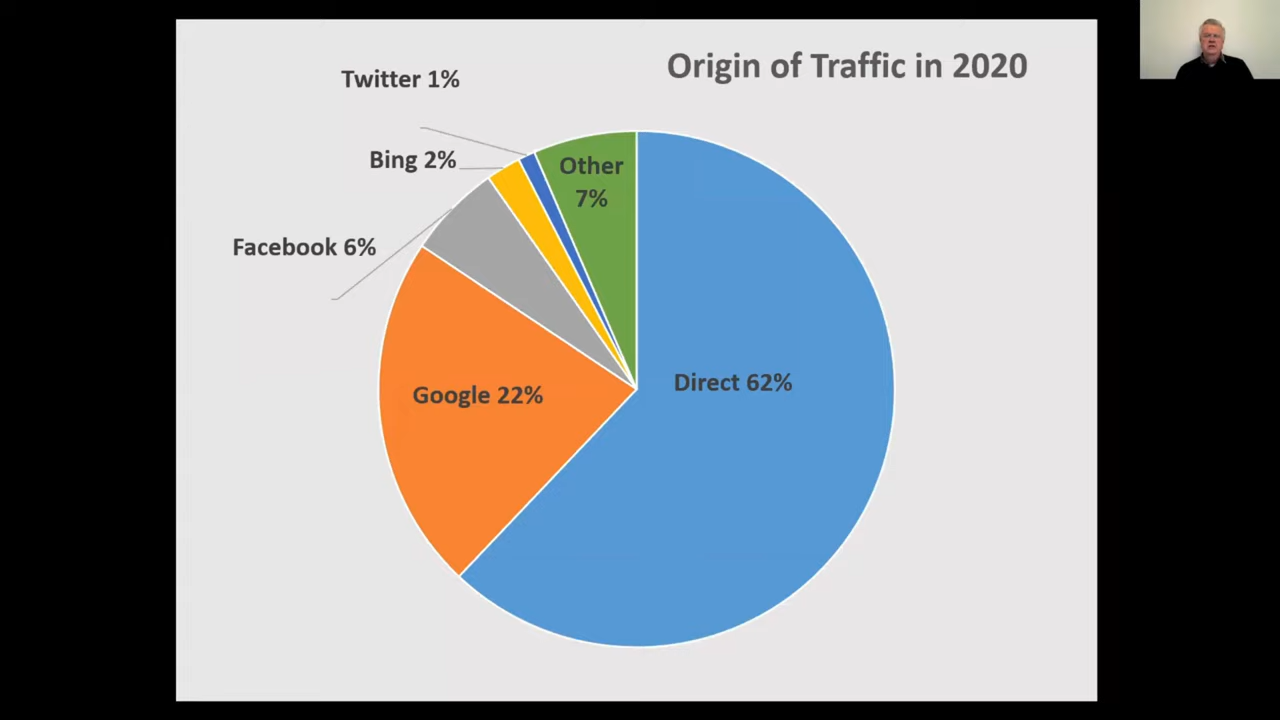 Origin of Traffic in 2020
Twitter 1%
Bing 2%
Other
7%
Facebook 6%
Direct 62%
Google 22%